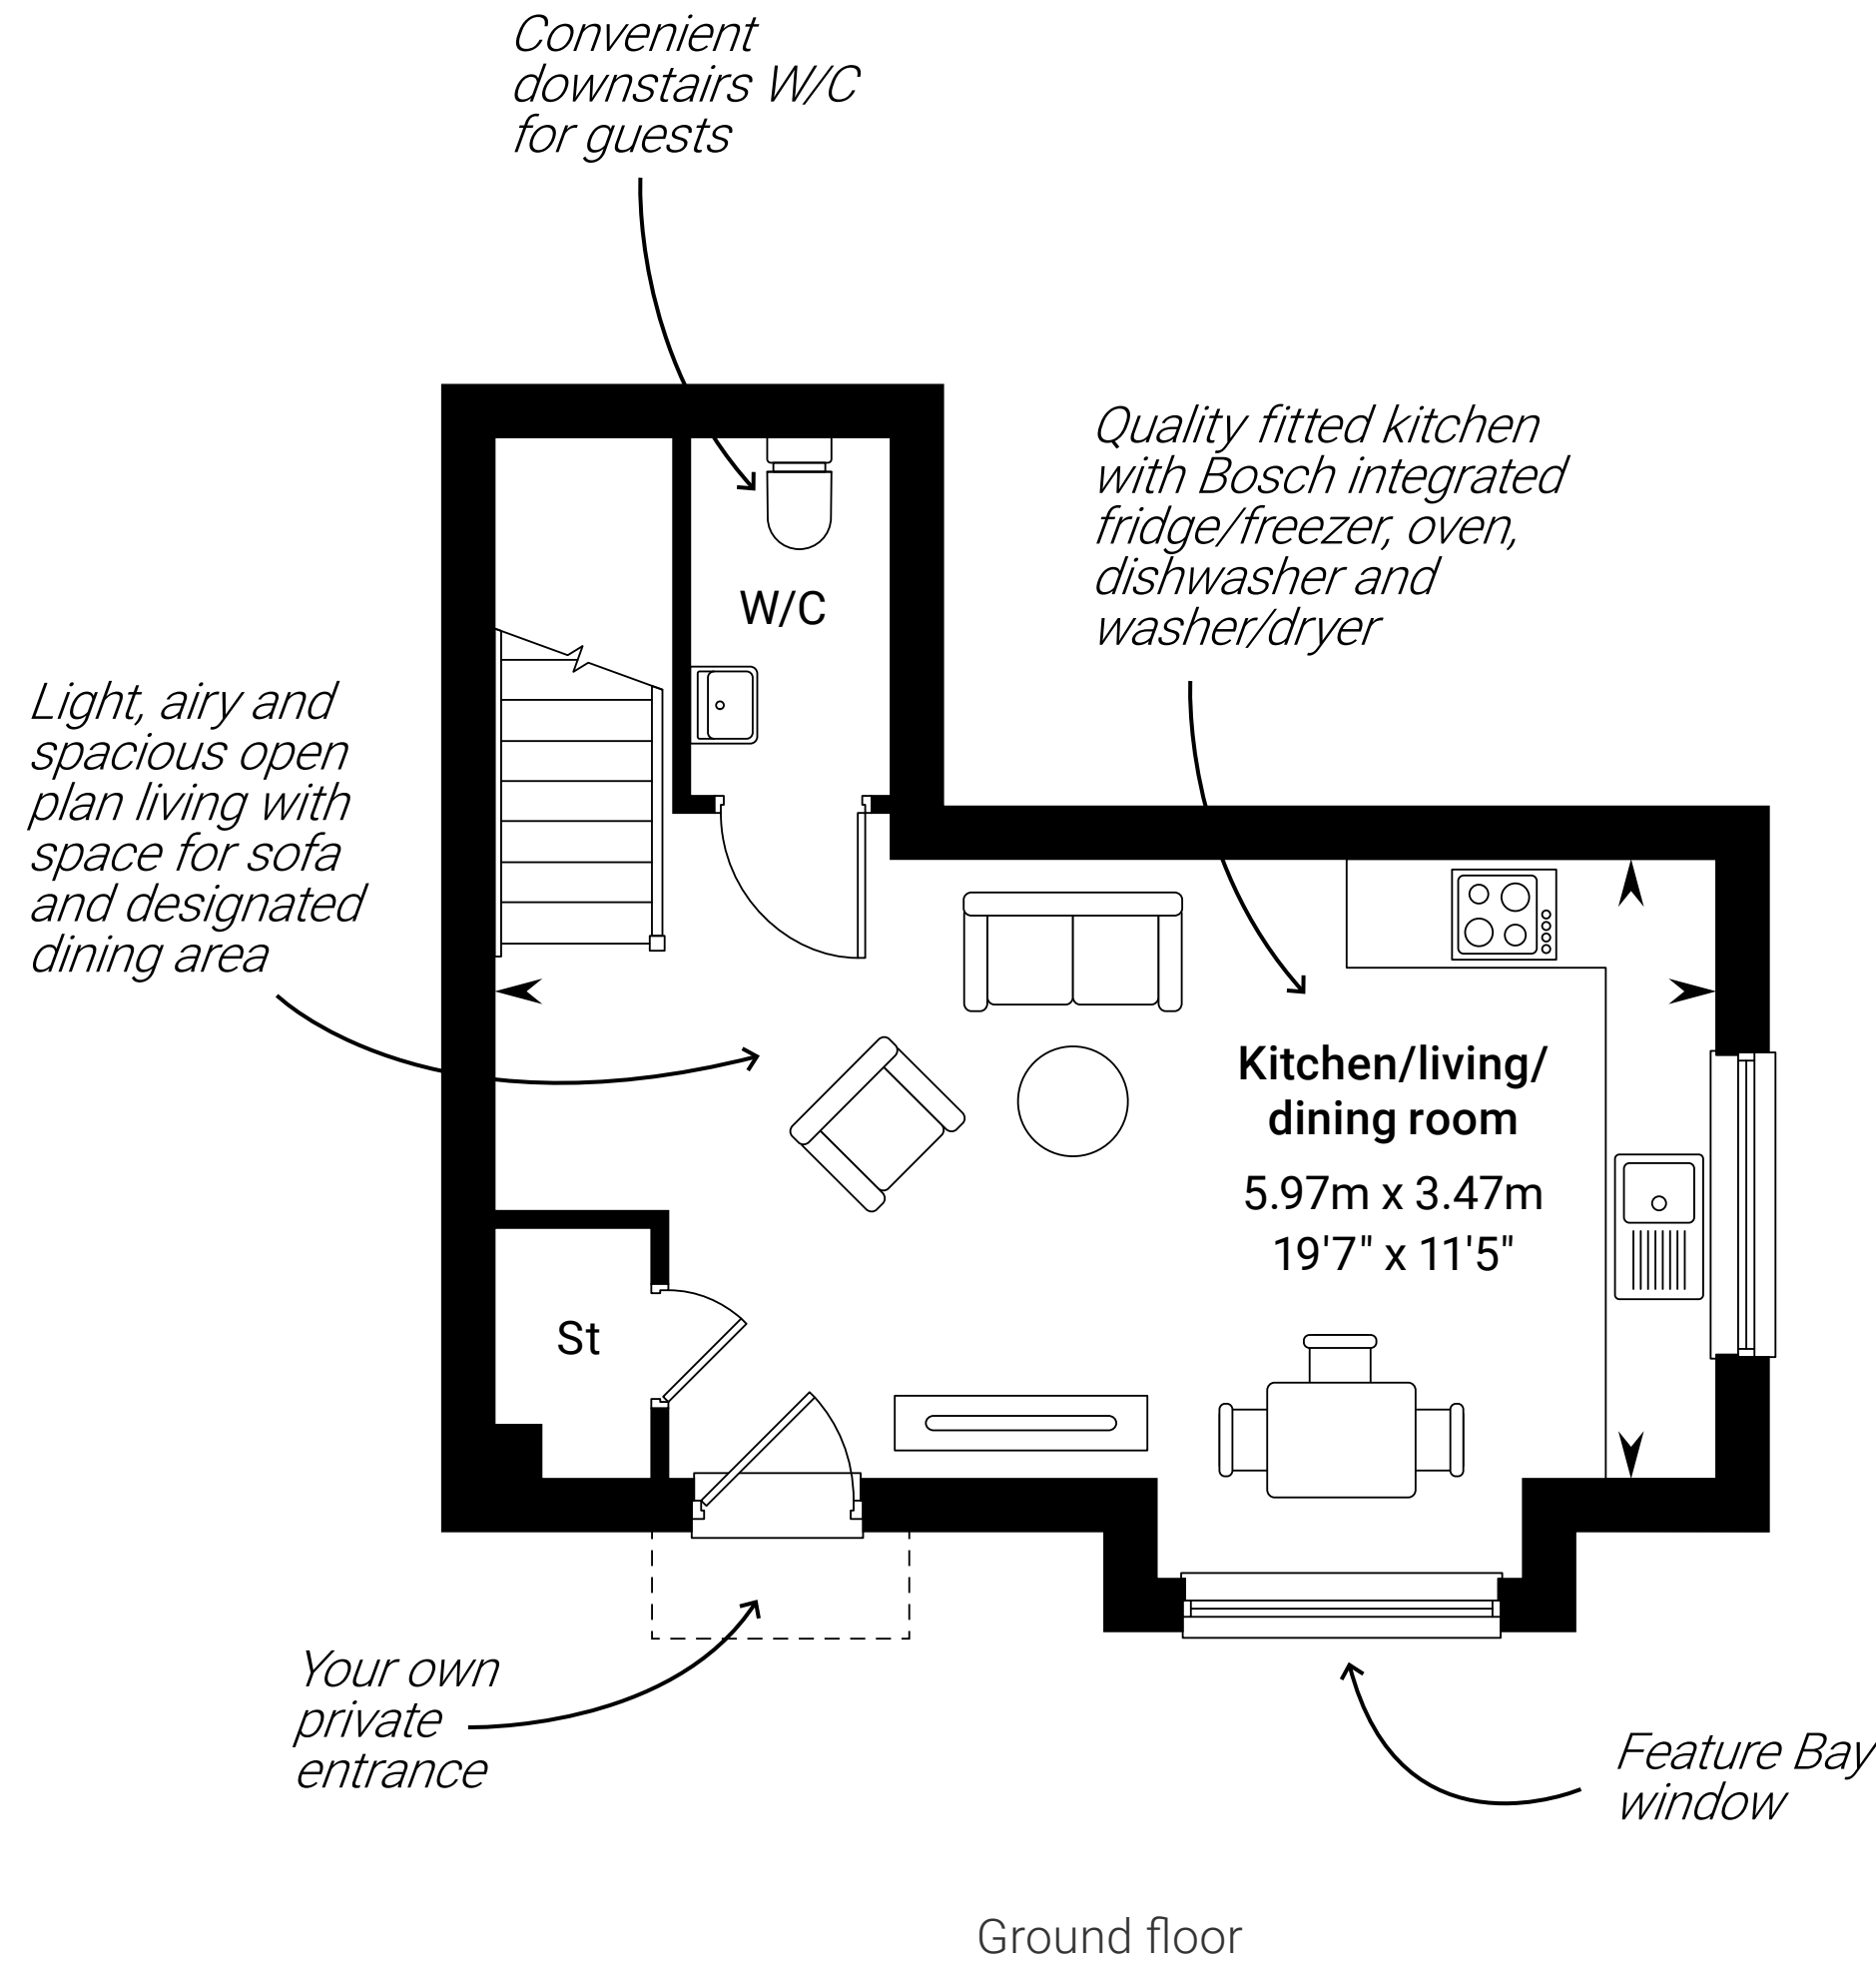 Convenient
downstairs W/C
for guests
Quality fitted kitchen
with Bosch integrated
fridge/freezer, oven,
dishwasher and
washer/dryer
W/C
Light, airy and
spacious open
plan living with
space for sofa
and designated
dining area
Kitchen/living/
dining room
5.97m x 3.47m
19'7" x 11'5"
St
Your own
private
entrance
Feature Bay
window
Ground floor